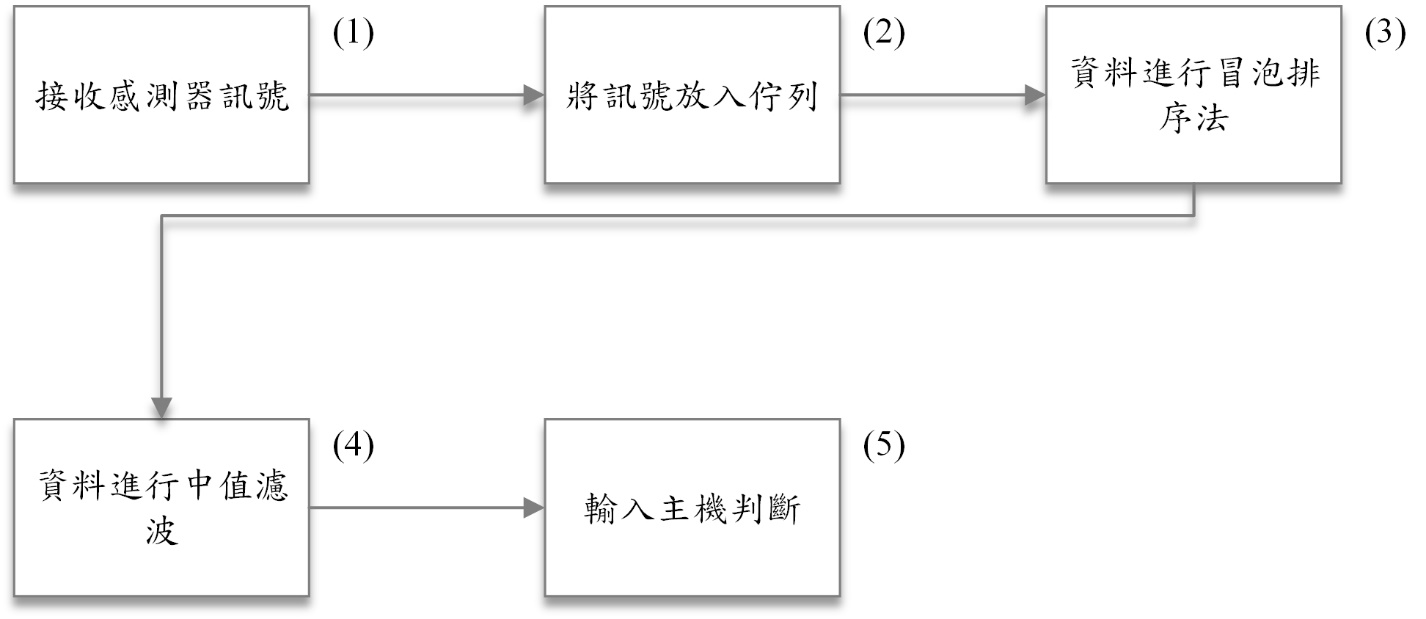 接收感測器訊號
(1)
將訊號放入佇列
(2)
資料進行冒泡排
序法
(3)
資料進行中值濾
波
(4)
輸入主機判斷
(5)